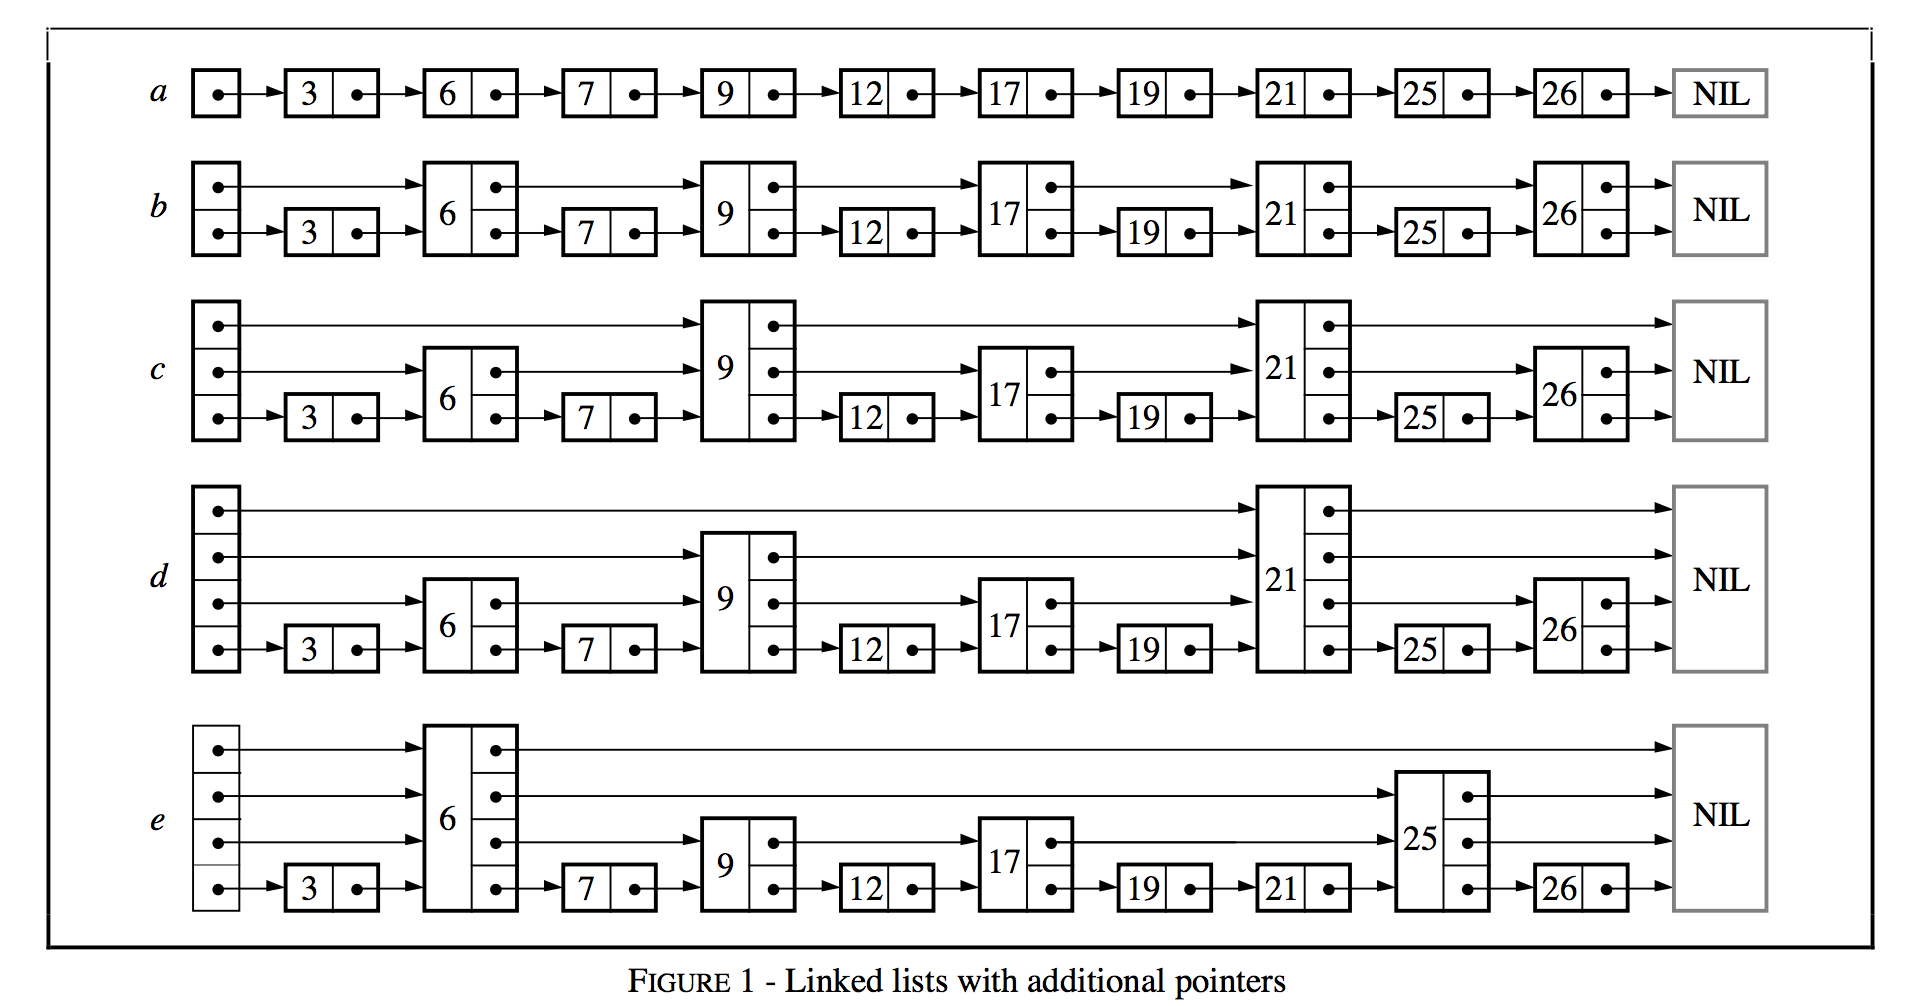 a 3 6 7 9 12 17 19 21 25 26 NIL
b 3 6 7 9 12 17 19 21 25 26 NIL
c 3 6 7 9 12 17 19 21 25 26 NIL
d 3 6 7 9 12 17 19 21 25 26 NIL
e 3 6 7 9 12 17 19 21 25 26 NIL
FIGURE 1 - Linked lists with additional pointers